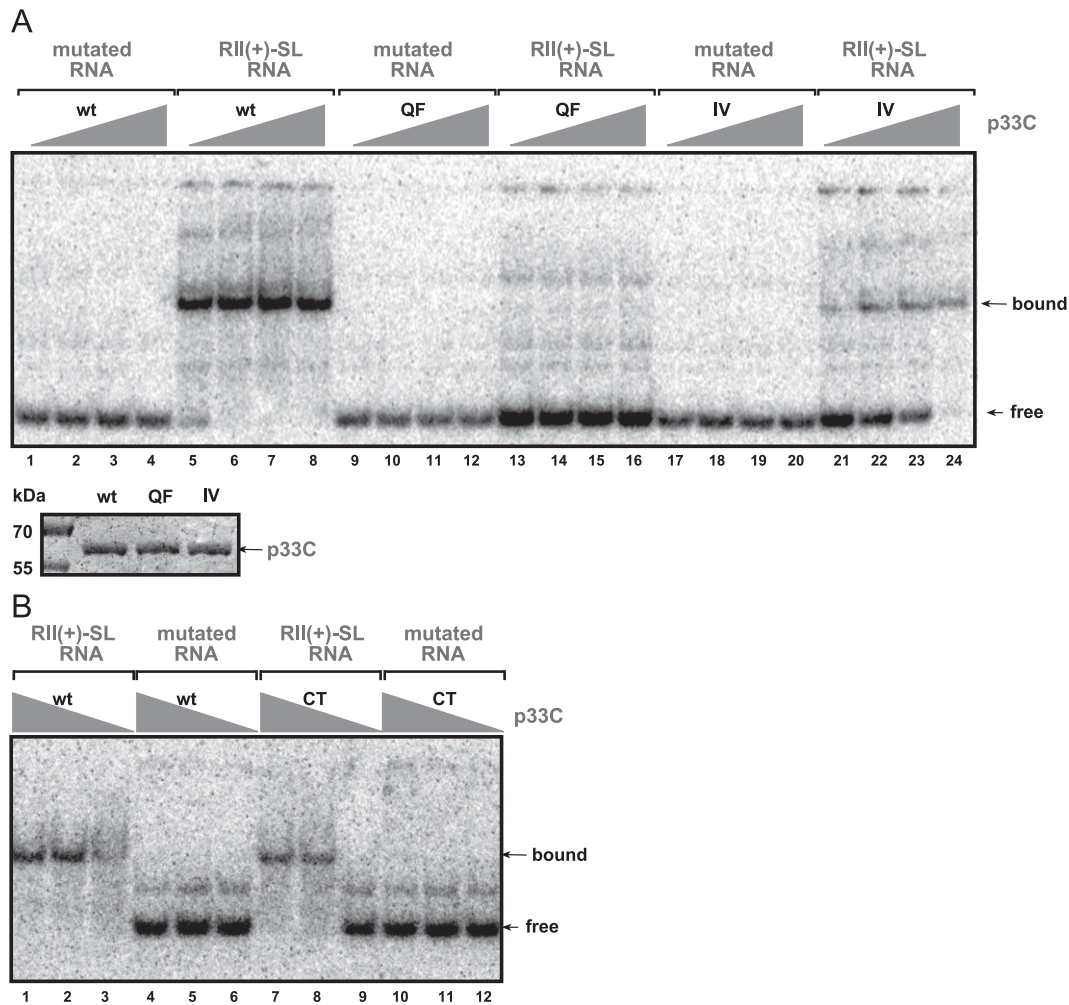 A
mutated RII(+)-SL mutated RII(+)-SL mutated RII(+)-SL
RNA RNA RNA RNA RNA RNA
wt wt QF QF IV IV
p33C
bound
free
1 2 3 4 5 6 7 8 9 10 11 12 13 14 15 16 17 18 19 20 21 22 23 24
kDa wt QF IV
70
p33C
55
B
RII(+)-SL mutated RII(+)-SL mutated
RNA RNA RNA RNA
wt wt CT CT
p33C
bound
free
1 2 3 4 5 6 7 8 9 10 11 12